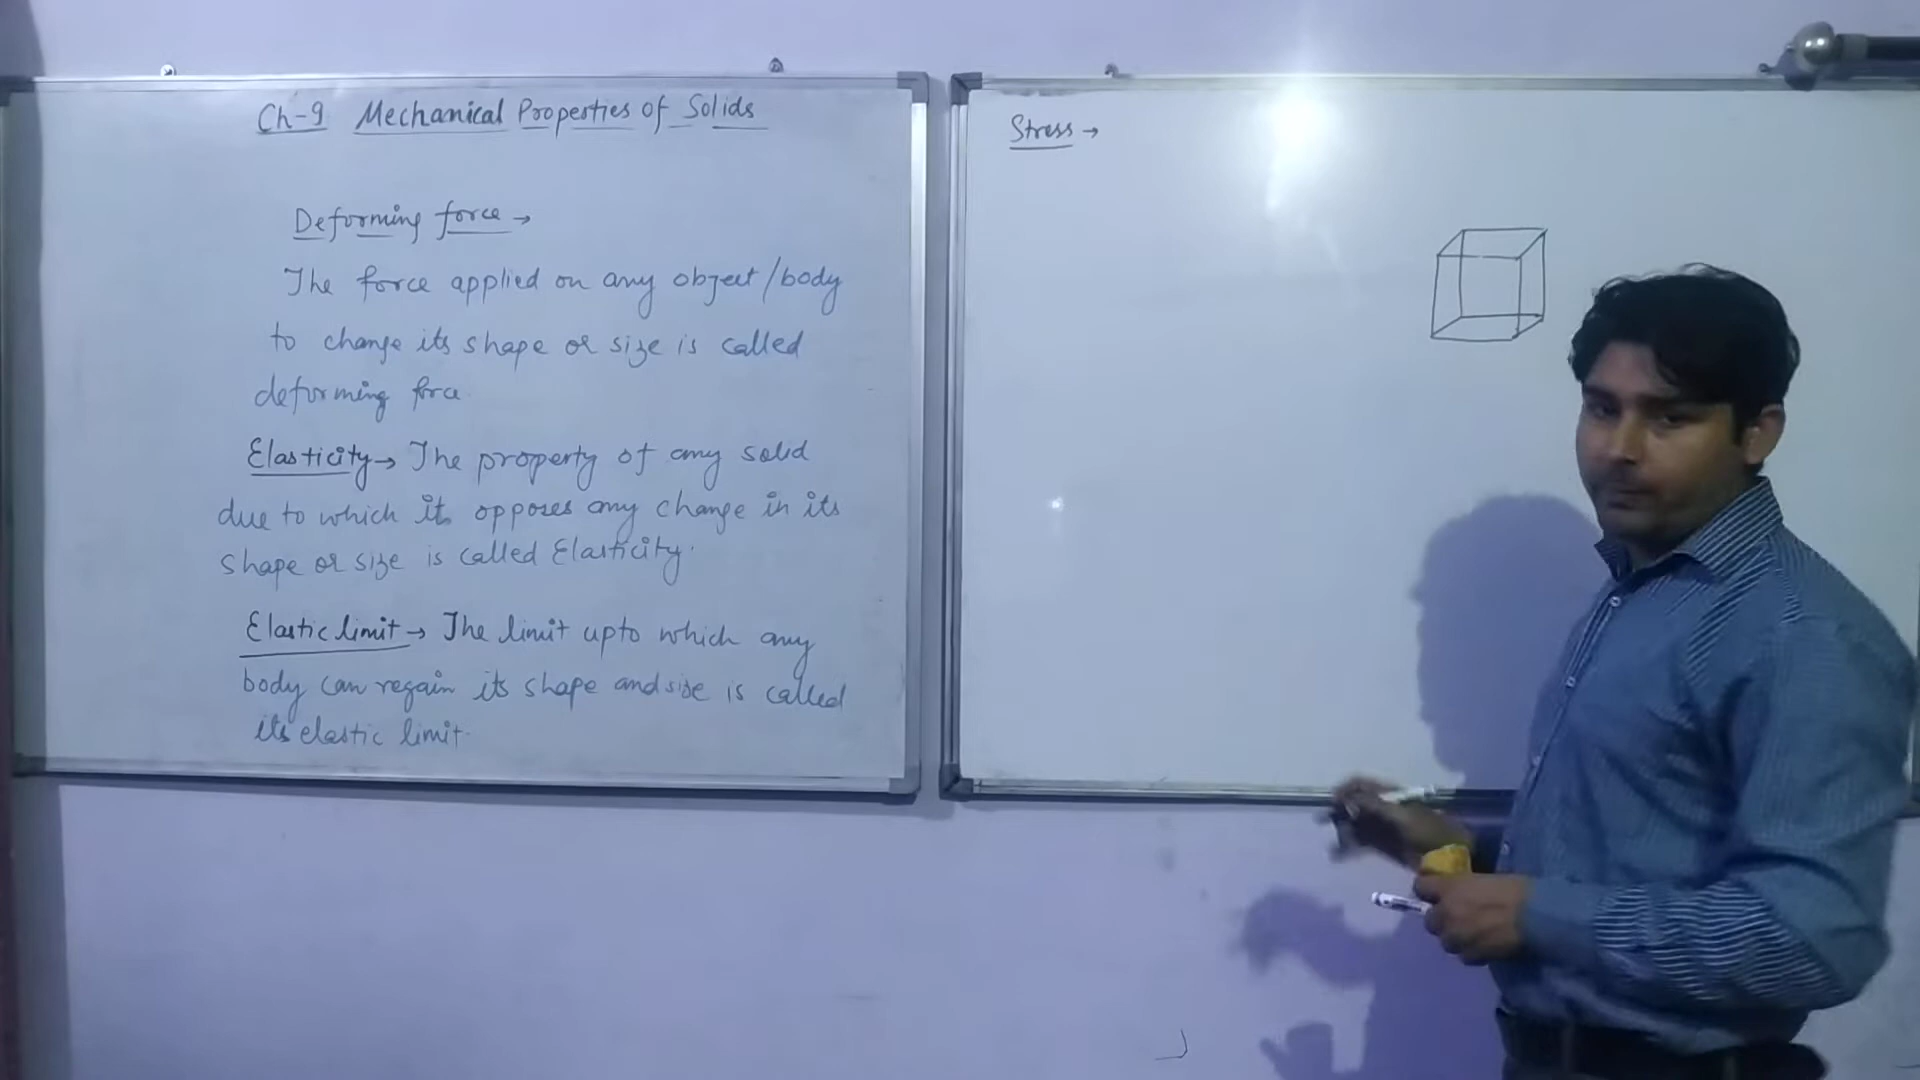 Ch-9 Mechanical Properties of Solids
Deforming force →
The force applied on any object/body
to change its shape or size is called
deforming force.
Elasticity → The property of any solid
due to which it opposes any change in its
shape or size is called Elasticity.
Elastic limit → The limit upto which any
body can regain its shape and size is called
its elastic limit.
Stress →